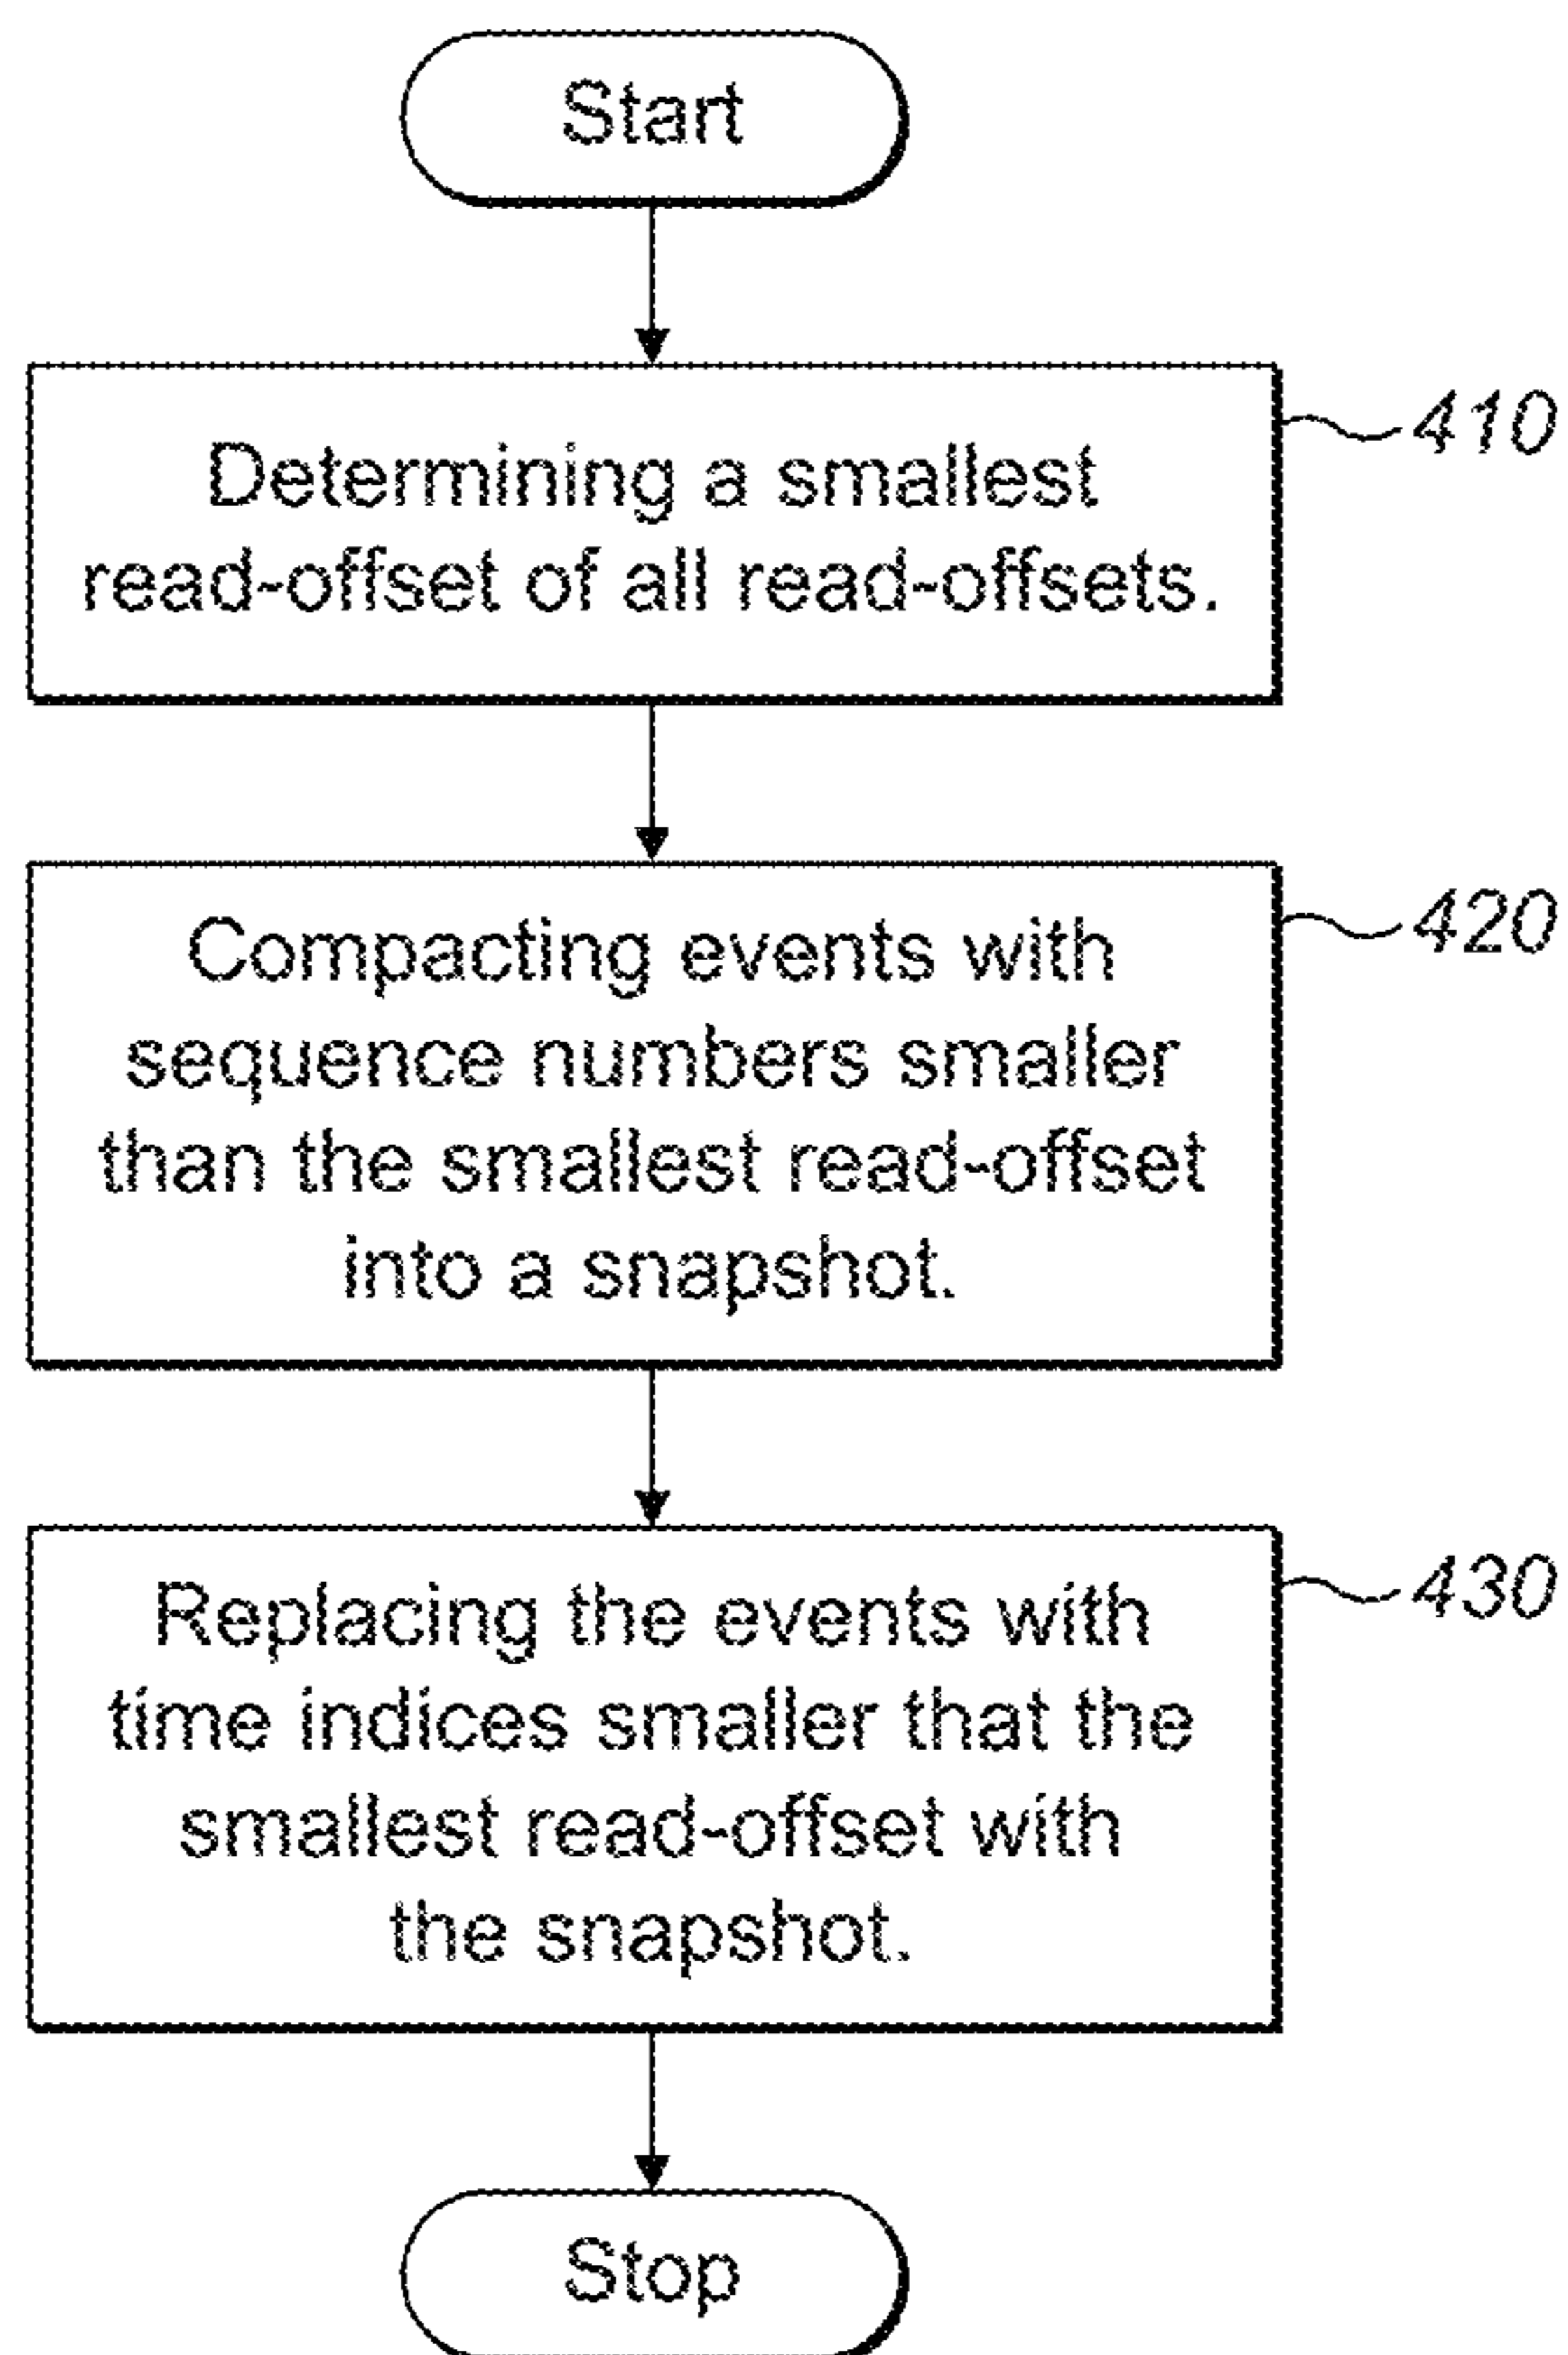 Start
Determining a smallest
read-offset of all read-offsets.
410
Compacting events with
sequence numbers smaller
than the smallest read-offset
into a snapshot.
420
Replacing the events with
time indices smaller that the
smallest read-offset with
the snapshot.
430
Stop